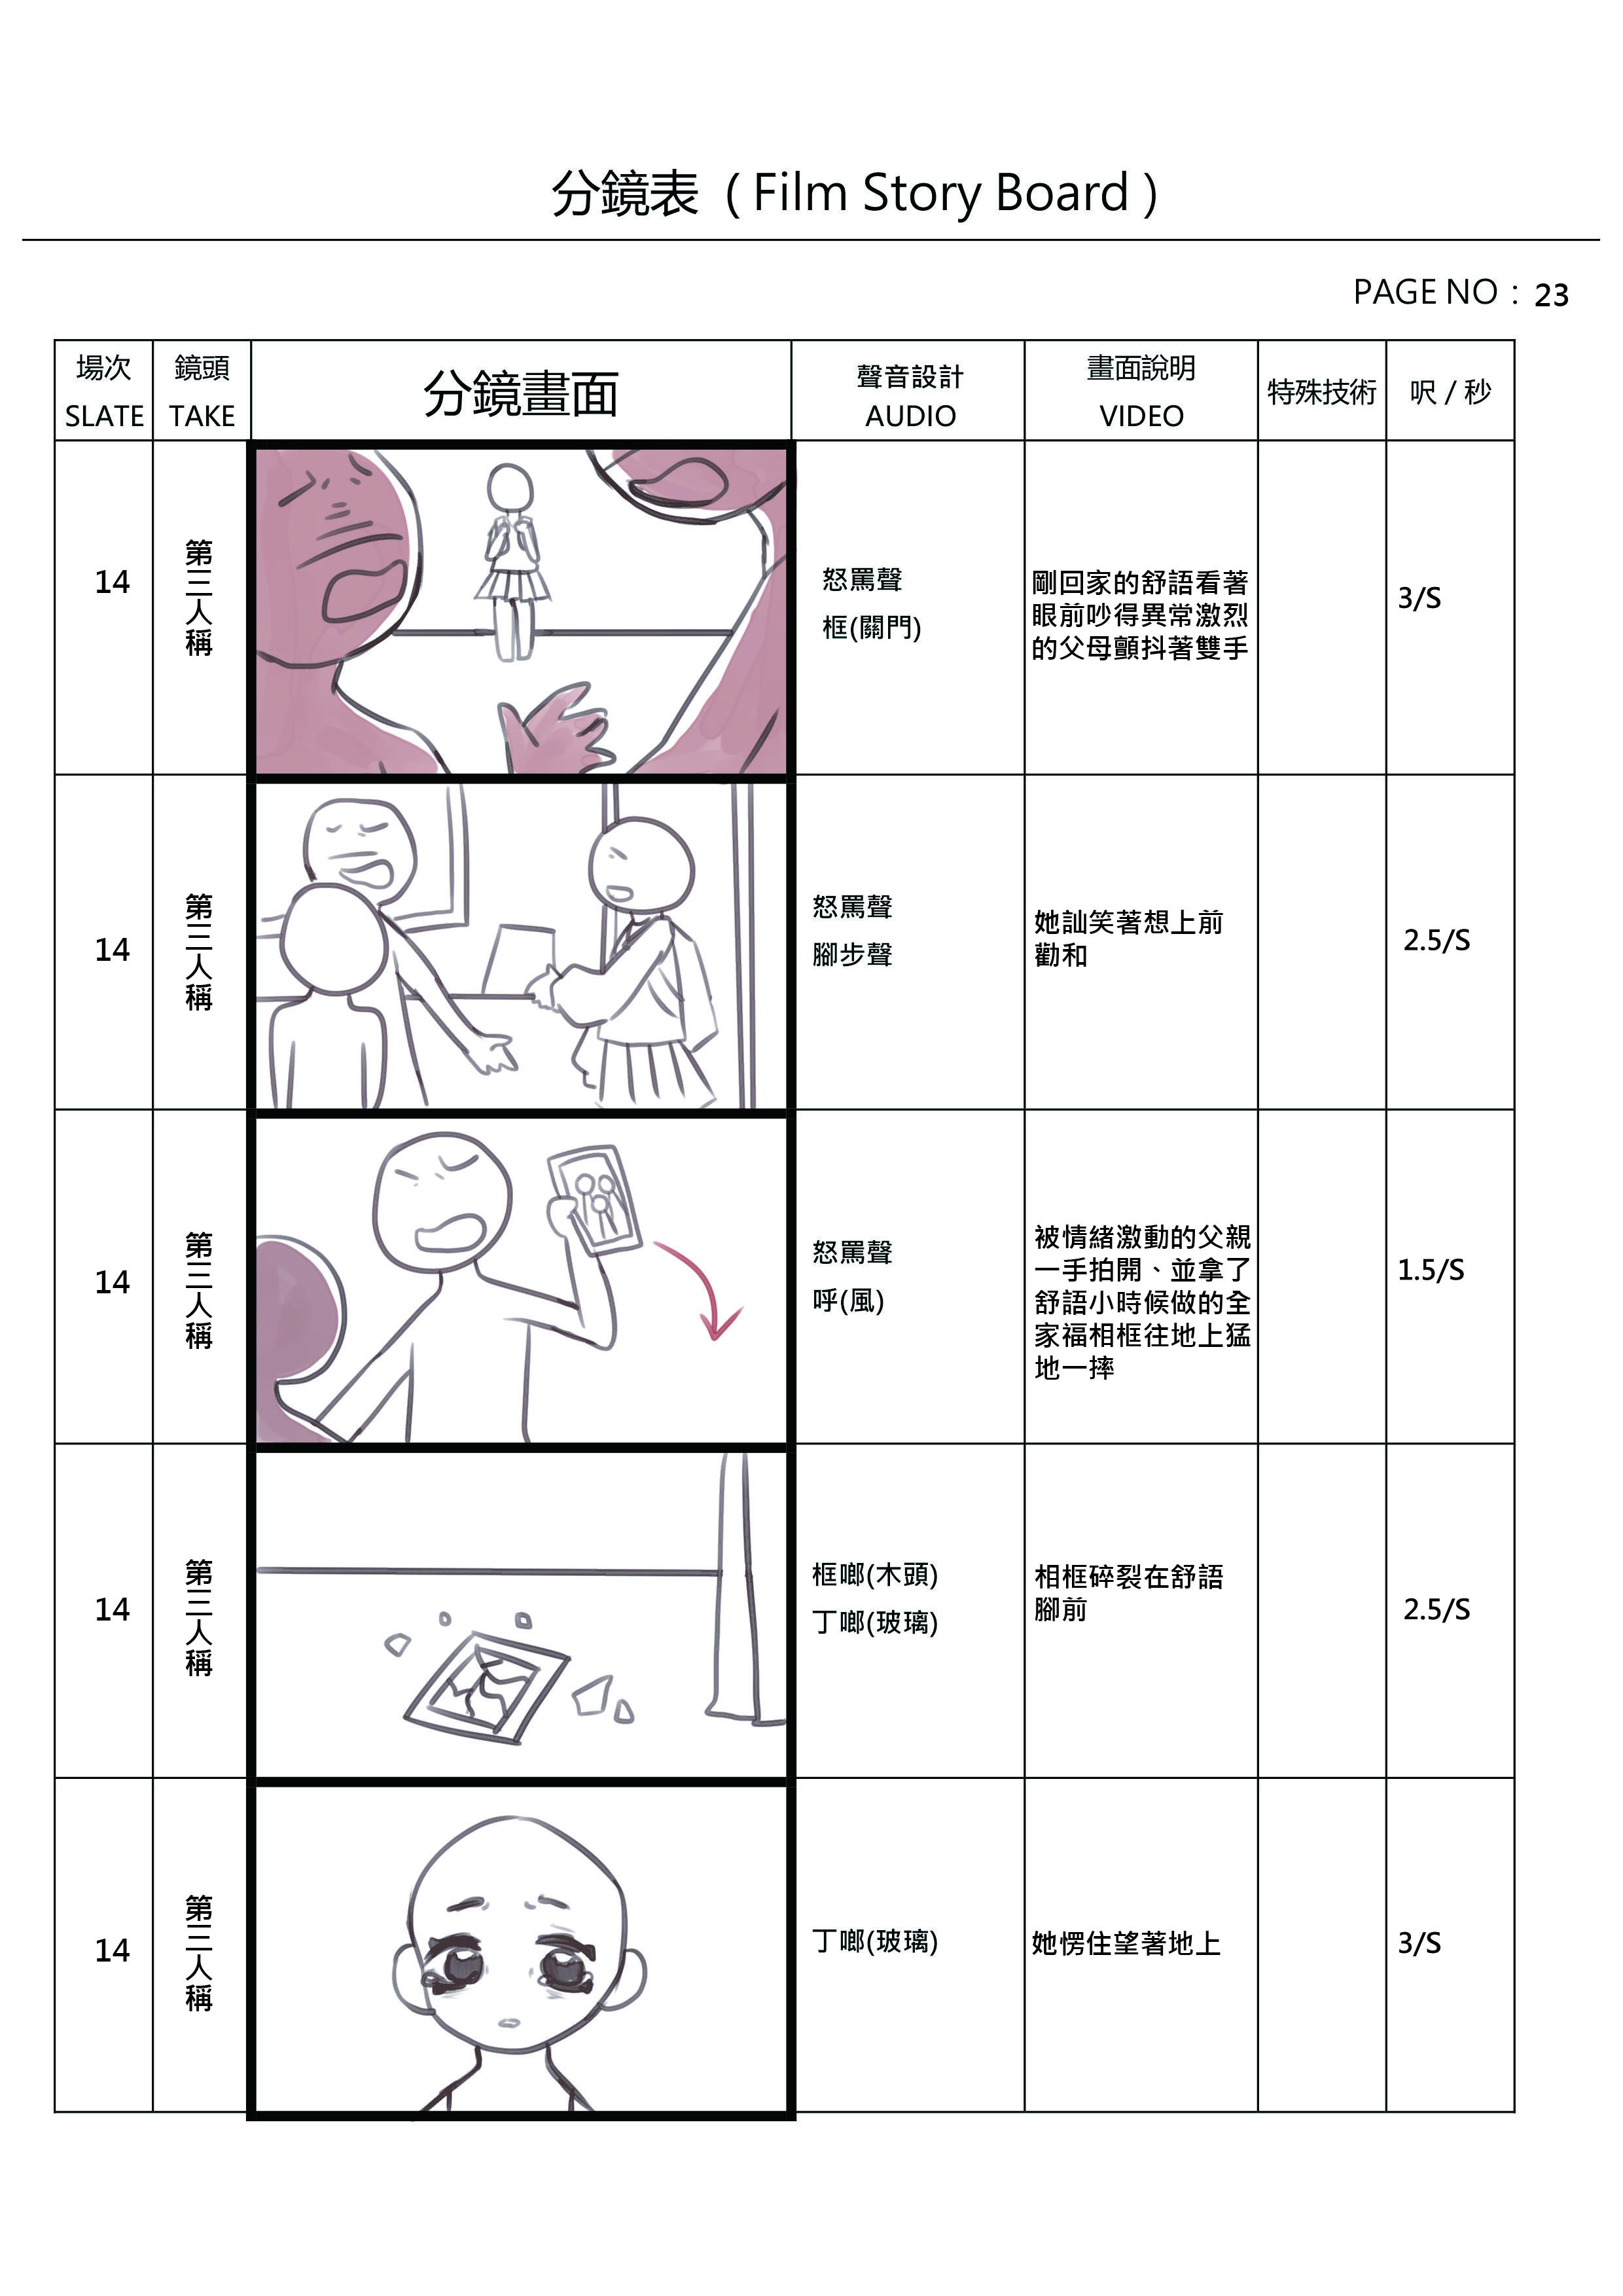 分鏡表（Film Story Board）
PAGE NO：23
場次
SLATE
鏡頭
TAKE
分鏡畫面
聲音設計
AUDIO
畫面說明
VIDEO
特殊技術
呎／秒
14
第三人稱
怒罵聲
框(關門)
剛回家的舒語看著
眼前吵得異常激烈
的父母顫抖著雙手
3/S
14
第三人稱
怒罵聲
腳步聲
她訕笑著想上前
勸和
2.5/S
14
第三人稱
怒罵聲
呼(風)
被情緒激動的父親
一手拍開、並拿了
舒語小時候做的全
家福相框往地上猛
地一摔
1.5/S
14
第三人稱
框啷(木頭)
丁啷(玻璃)
相框碎裂在舒語
腳前
2.5/S
14
第三人稱
丁啷(玻璃)
她愣住望著地上
3/S